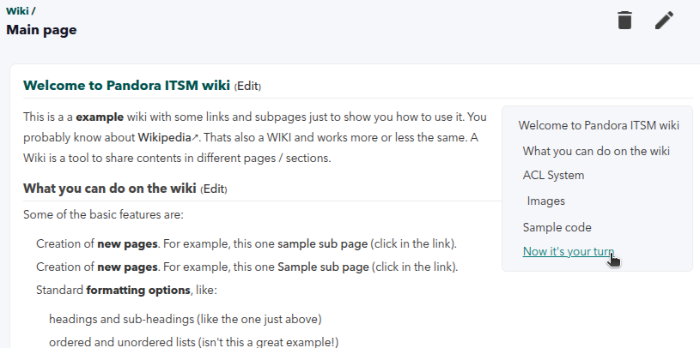 Wiki /
Main page
Welcome to Pandora ITSM wiki (Edit)
This is a a example wiki with some links and subpages just to show you how to use it. You
probably know about Wikipedia↗. Thats also a WIKI and works more or less the same. A
Wiki is a tool to share contents in different pages / sections.
What you can do on the wiki (Edit)
Some of the basic features are:
Creation of new pages. For example, this one sample sub page (click in the link).
Creation of new pages. For example, this one Sample sub page (click in the link).
Standard formatting options, like:
headings and sub-headings (like the one just above)
ordered and unordered lists (isn't this a great example!)
Welcome to Pandora ITSM wiki
What you can do on the wiki
ACL System
Images
Sample code
Now it's your turn